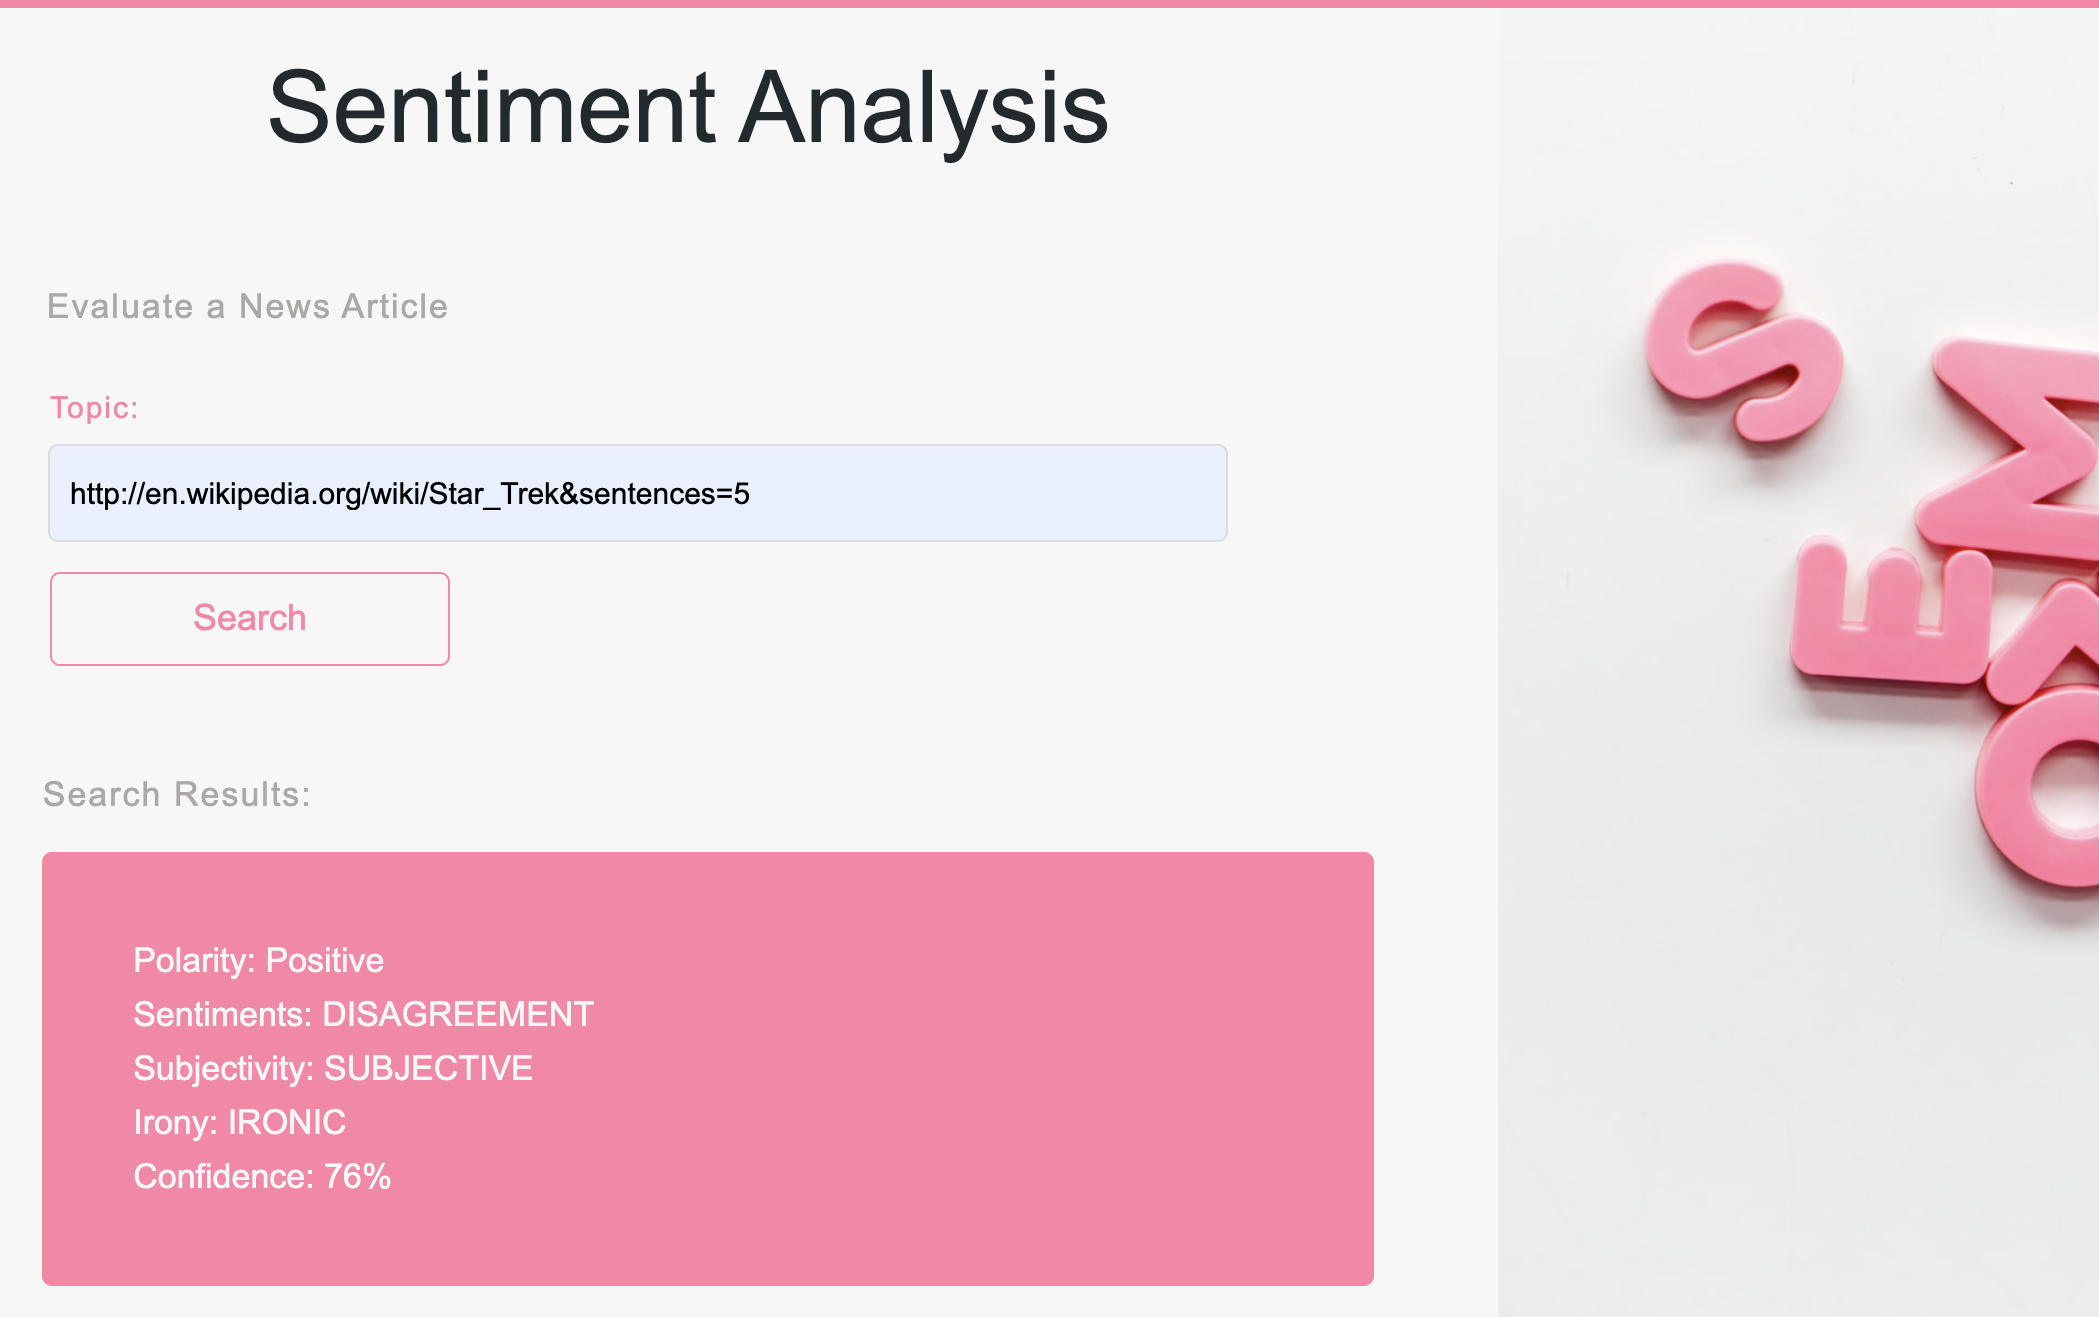 Sentiment Analysis
Evaluate a News Article
Topic:
http://en.wikipedia.org/wiki/Star_Trek&sentences=5
Search
Search Results:
Polarity: Positive
Sentiments: DISAGREEMENT
Subjectivity: SUBJECTIVE
Irony: IRONIC
Confidence: 76%
S
M
E
O